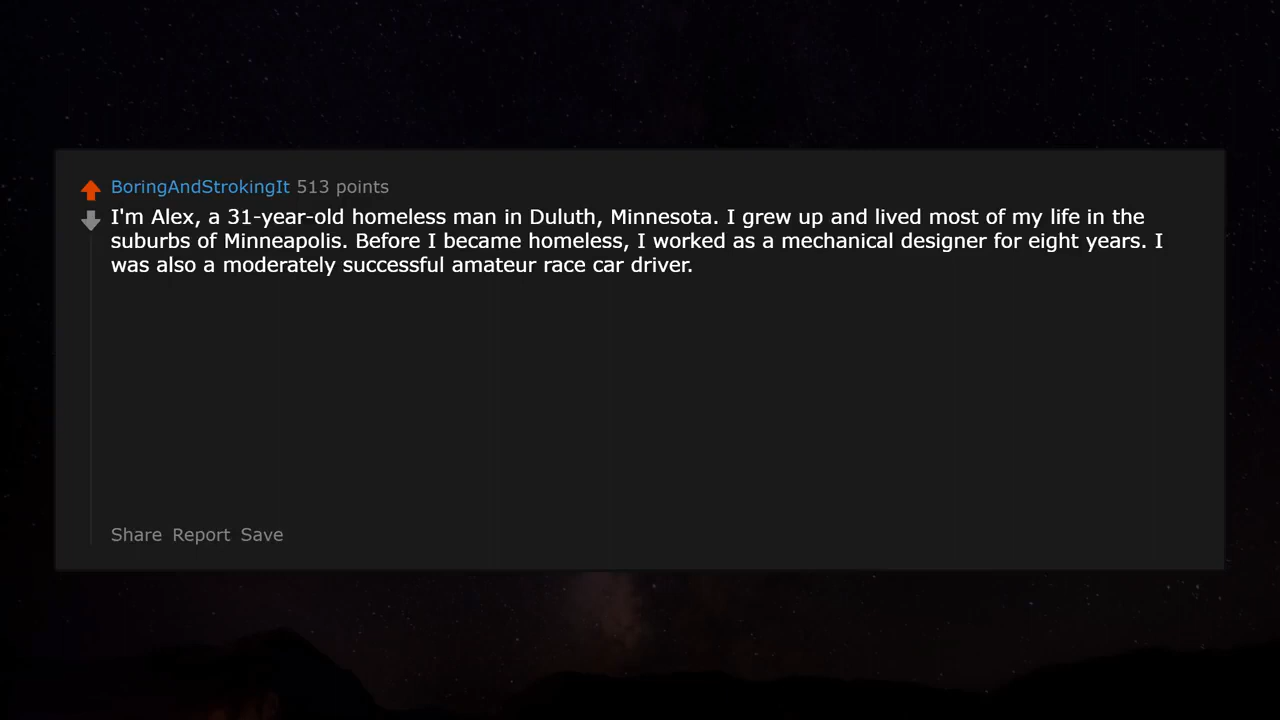 BoringAndStrokingIt 513 points
I'm Alex, a 31-year-old homeless man in Duluth, Minnesota. I grew up and lived most of my life in the
suburbs of Minneapolis. Before I became homeless, I worked as a mechanical designer for eight years. I
was also a moderately successful amateur race car driver.
Share Report Save